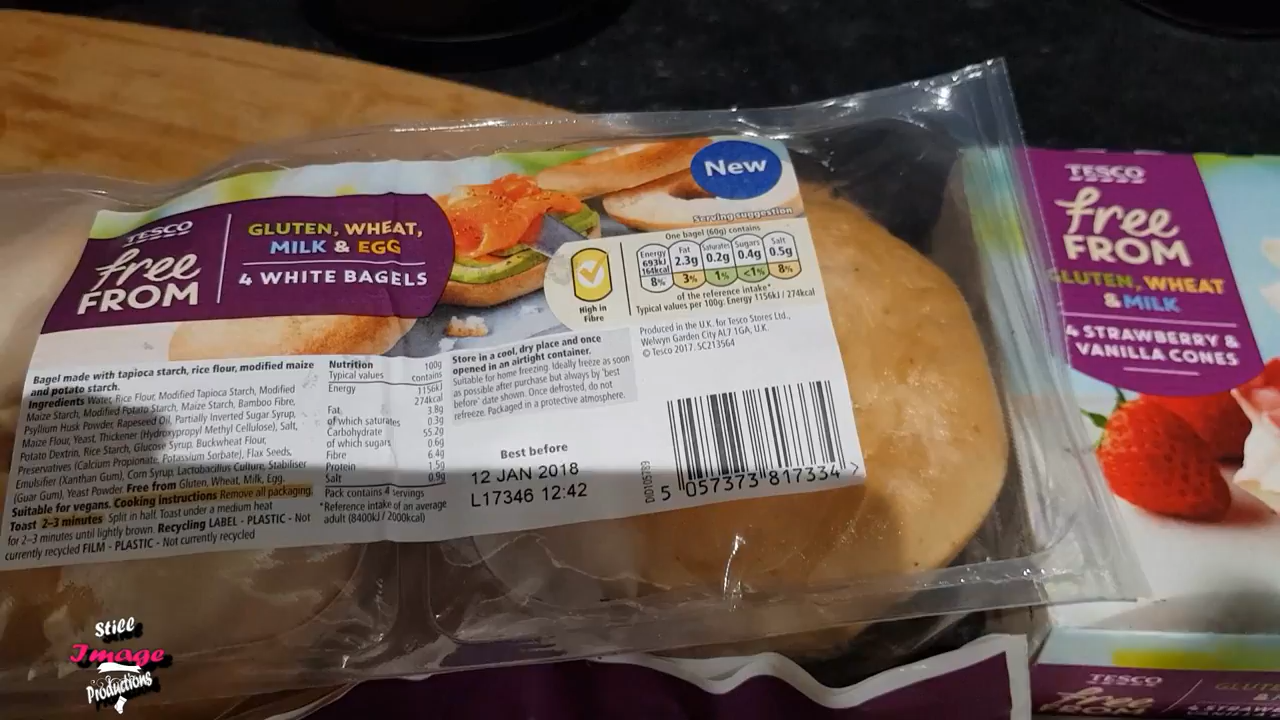 TESCO
free
FROM
GLUTEN, WHEAT,
MILK & EGG
4 WHITE BAGELS
New
Serving suggestion
One bagel (60g) contains
Energy
693kJ
164kcal
8%
Fat
2.3g
3%
Saturates
0.2g
1%
Sugars
0.4g
<1%
Salt
0.5g
8%
of the reference intake*
Typical values per 100g: Energy 1156kJ / 274kcal
High in
Fibre
Produced in the U.K. for Tesco Stores Ltd.,
Welwyn Garden City AL7 1GA, U.K.
© Tesco 2017. SC213564
Bagel made with tapioca starch, rice flour, modified maize
and potato starch.
Ingredients Water, Rice Flour, Modified Tapioca Starch, Modified
Maize Starch, Modified Potato Starch, Maize Starch, Bamboo Fibre,
Psyllium Husk Powder, Rapeseed Oil, Partially Inverted Sugar Syrup,
Maize Flour, Yeast, Thickener (Hydroxypropyl Methyl Cellulose), Salt,
Potato Dextrin, Rice Starch, Glucose Syrup, Buckwheat Flour,
Preservatives (Calcium Propionate, Potassium Sorbate), Flax Seeds,
Emulsifier (Xanthan Gum), Corn Syrup, Lactobacillus Culture, Stabiliser
(Guar Gum), Yeast Powder. Free from Gluten, Wheat, Milk, Egg.
Suitable for vegans. Cooking instructions Remove all packaging.
Toast 2-3 minutes Split in half. Toast under a medium heat
for 2-3 minutes until lightly brown. Recycling LABEL - PLASTIC - Not
currently recycled FILM - PLASTIC - Not currently recycled
Nutrition
Typical values
100g
contains
Energy 1156kJ
274kcal
Fat 3.8g
of which saturates 0.3g
Carbohydrate 55.2g
of which sugars 0.6g
Fibre 6.4g
Protein 1.5g
Salt 0.9g
Pack contains 4 servings
*Reference intake of an average
adult (8400kJ / 2000kcal)
Store in a cool, dry place and once
opened in an airtight container.
Suitable for home freezing. Ideally freeze as soon
as possible after purchase but always by 'best
before' date shown. Once defrosted, do not
refreeze. Packaged in a protective atmosphere.
Best before
12 JAN 2018
L17346 12:42
5 057373 817334 >
TESCO
free
FROM
GLUTEN, WHEAT
& MILK
4 STRAWBERRY &
VANILLA CONES
TESCO
free
Still
Image
Productions